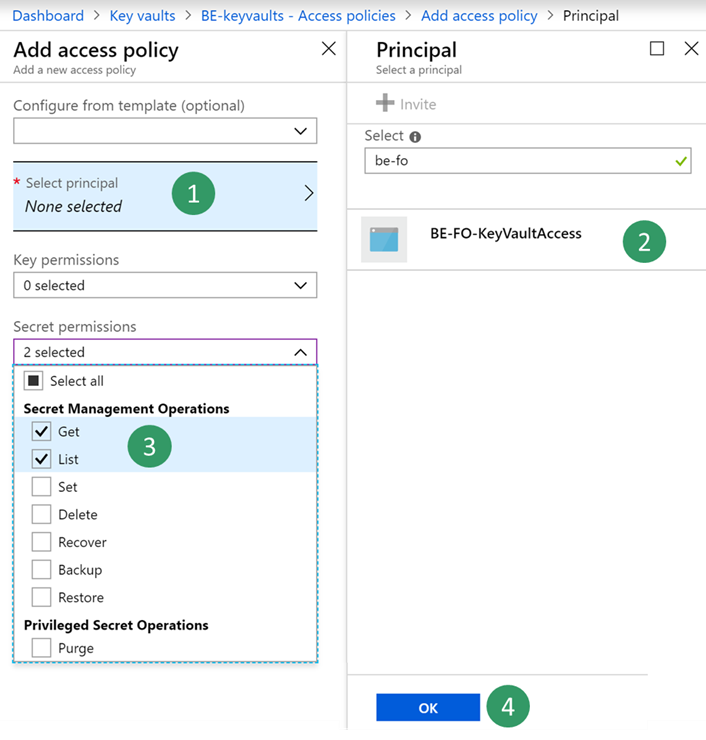 Dashboard > Key vaults > BE-keyvaults - Access policies > Add access policy > Principal
Add access policy
Add a new access policy
Configure from template (optional)
* Select principal
None selected
1
Key permissions
0 selected
Secret permissions
2 selected
Select all
Secret Management Operations
Get
List
3
Set
Delete
Recover
Backup
Restore
Privileged Secret Operations
Purge
Principal
Select a principal
Invite
Select
be-fo
BE-FO-KeyVaultAccess
2
OK
4